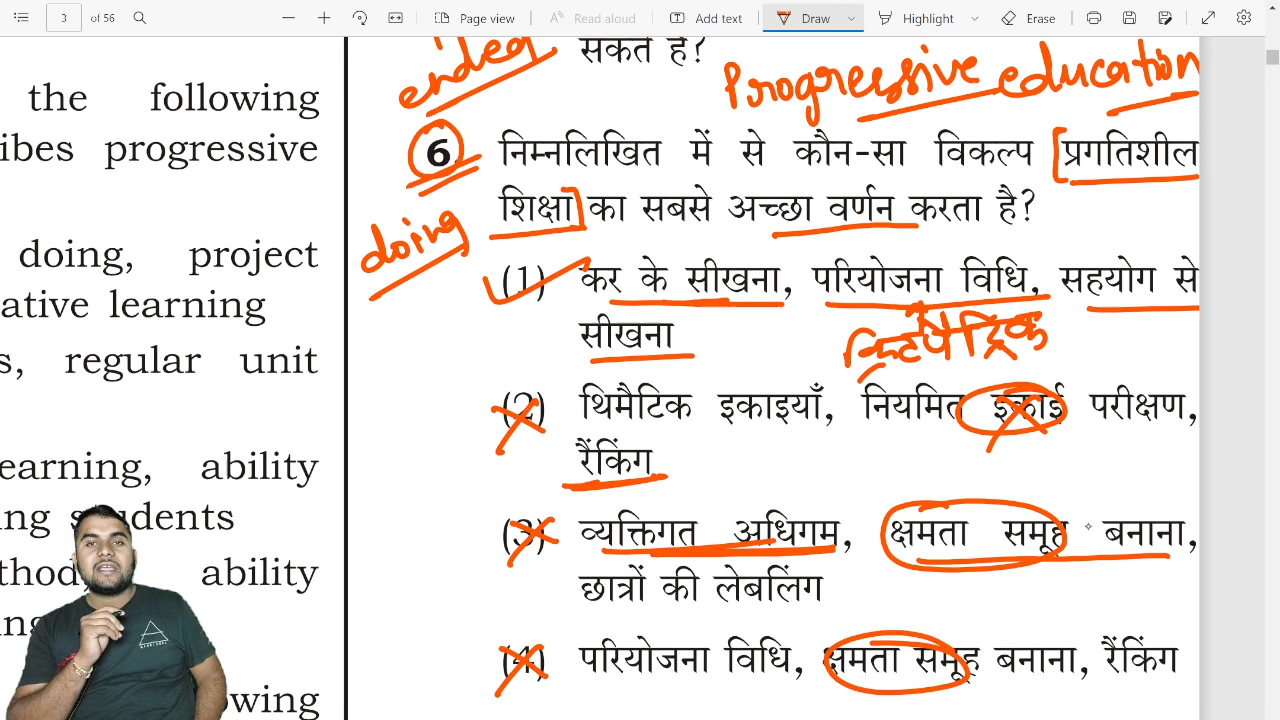 3 of 56 Page view Read aloud Add text Draw Highlight Erase
the following
ibes progressive
doing, project
ative learning
s, regular unit
earning, ability
ng students
thod, ability
ng
owing
ended
सकते हैं?
Progressive education
6 निम्नलिखित में से कौन-सा विकल्प [प्रगतिशील
शिक्षा] का सबसे अच्छा वर्णन करता है?
doing
(1) कर के सीखना, परियोजना विधि, सहयोग से
सीखना
(2) थिमैटिक इकाइयाँ, नियमित इकाई परीक्षण,
रैंकिंग
(3) व्यक्तिगत अधिगम, क्षमता समूह बनाना,
छात्रों की लेबलिंग
(4) परियोजना विधि, क्षमता समूह बनाना, रैंकिंग